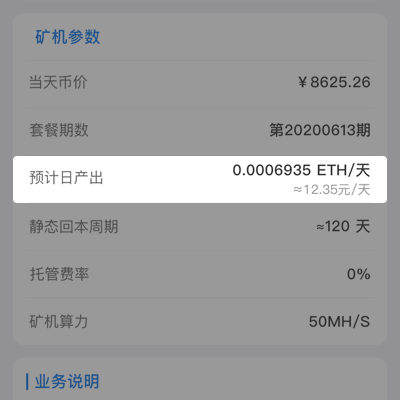 矿机参数
当天币价 ￥8625.26
套餐期数 第20200613期
预计日产出 0.0006935 ETH/天
≈12.35元/天
静态回本周期 ≈120 天
托管费率 0%
矿机算力 50MH/S
业务说明